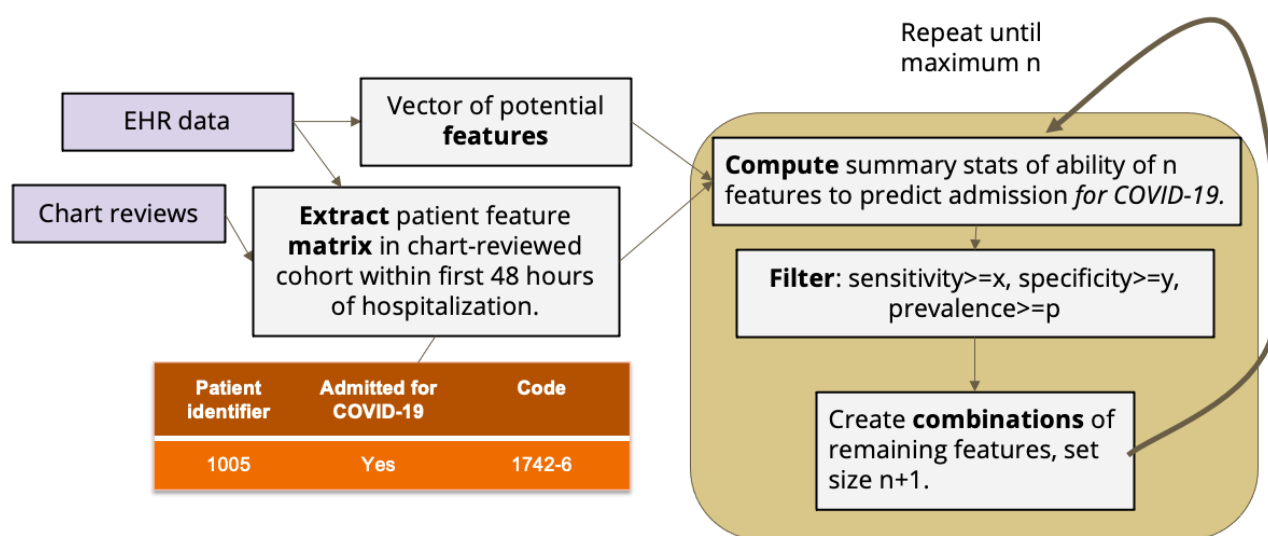 Repeat until
maximum n
EHR data
Vector of potential
features
Chart reviews
Extract patient feature
matrix in chart-reviewed
cohort within first 48 hours
of hospitalization.
Compute summary stats of ability of n
features to predict admission for COVID-19.
Filter: sensitivity>=x, specificity>=y,
prevalence>=p
Create combinations of
remaining features, set
size n+1.
Patient
identifier
Admitted for
COVID-19
Code
1005
Yes
1742-6